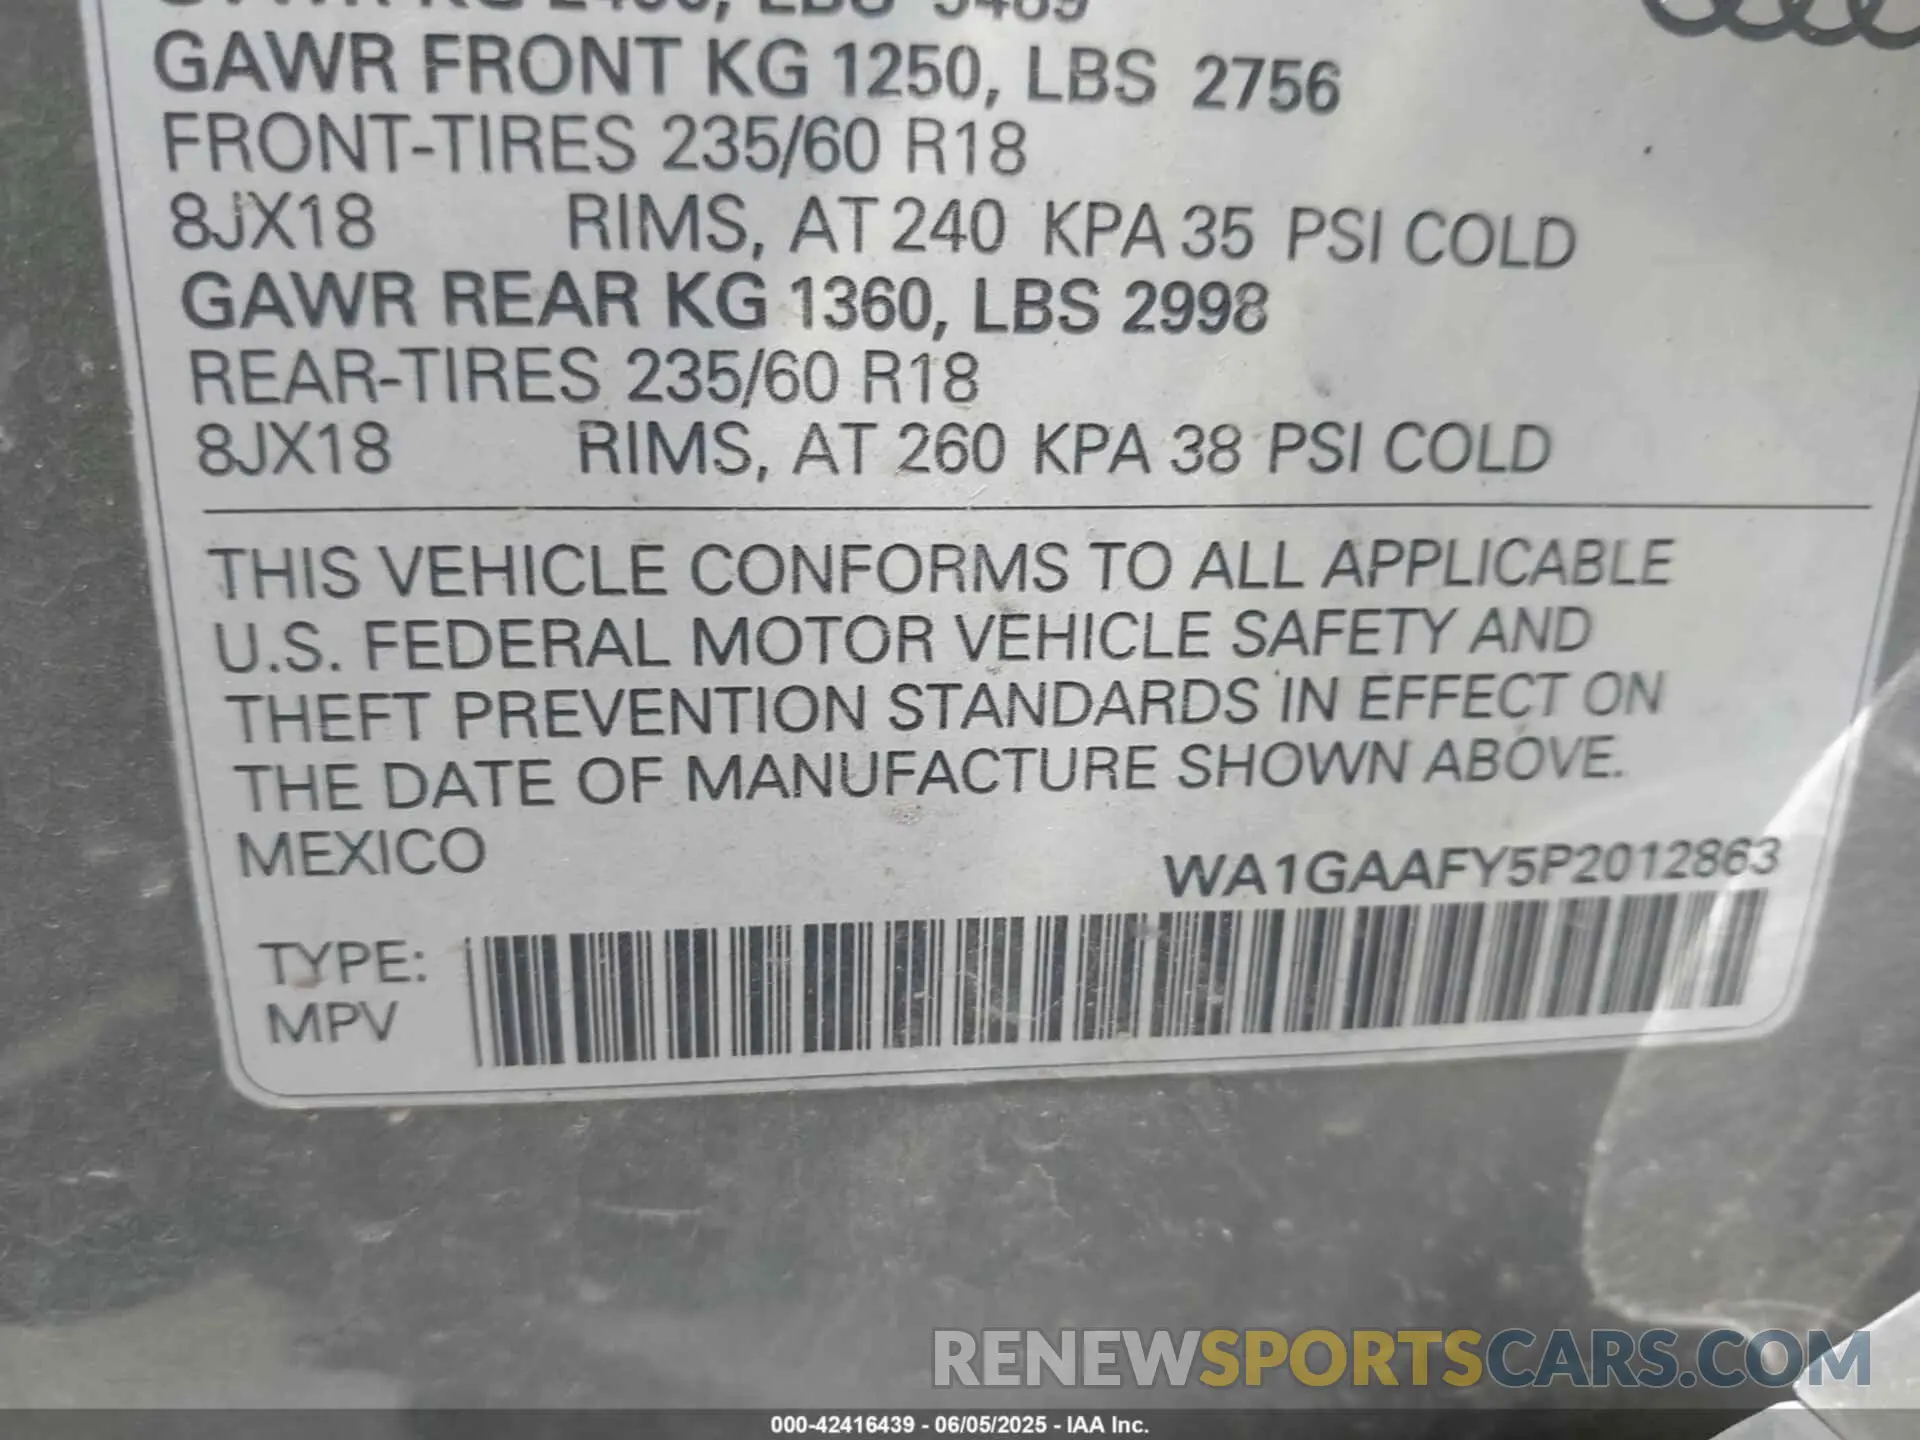 GAWR FRONT KG 1250, LBS 2756
FRONT-TIRES 235/60 R18
8JX18 RIMS, AT 240 KPA 35 PSI COLD
GAWR REAR KG 1360, LBS 2998
REAR-TIRES 235/60 R18
8JX18 RIMS, AT 260 KPA 38 PSI COLD
THIS VEHICLE CONFORMS TO ALL APPLICABLE
U.S. FEDERAL MOTOR VEHICLE SAFETY AND
THEFT PREVENTION STANDARDS IN EFFECT ON
THE DATE OF MANUFACTURE SHOWN ABOVE.
MEXICO
WA1GAAFY5P2012863
TYPE:
MPV
RENEWSPORTSCARS.COM
000-42416439 - 06/05/2025 - IAA Inc.